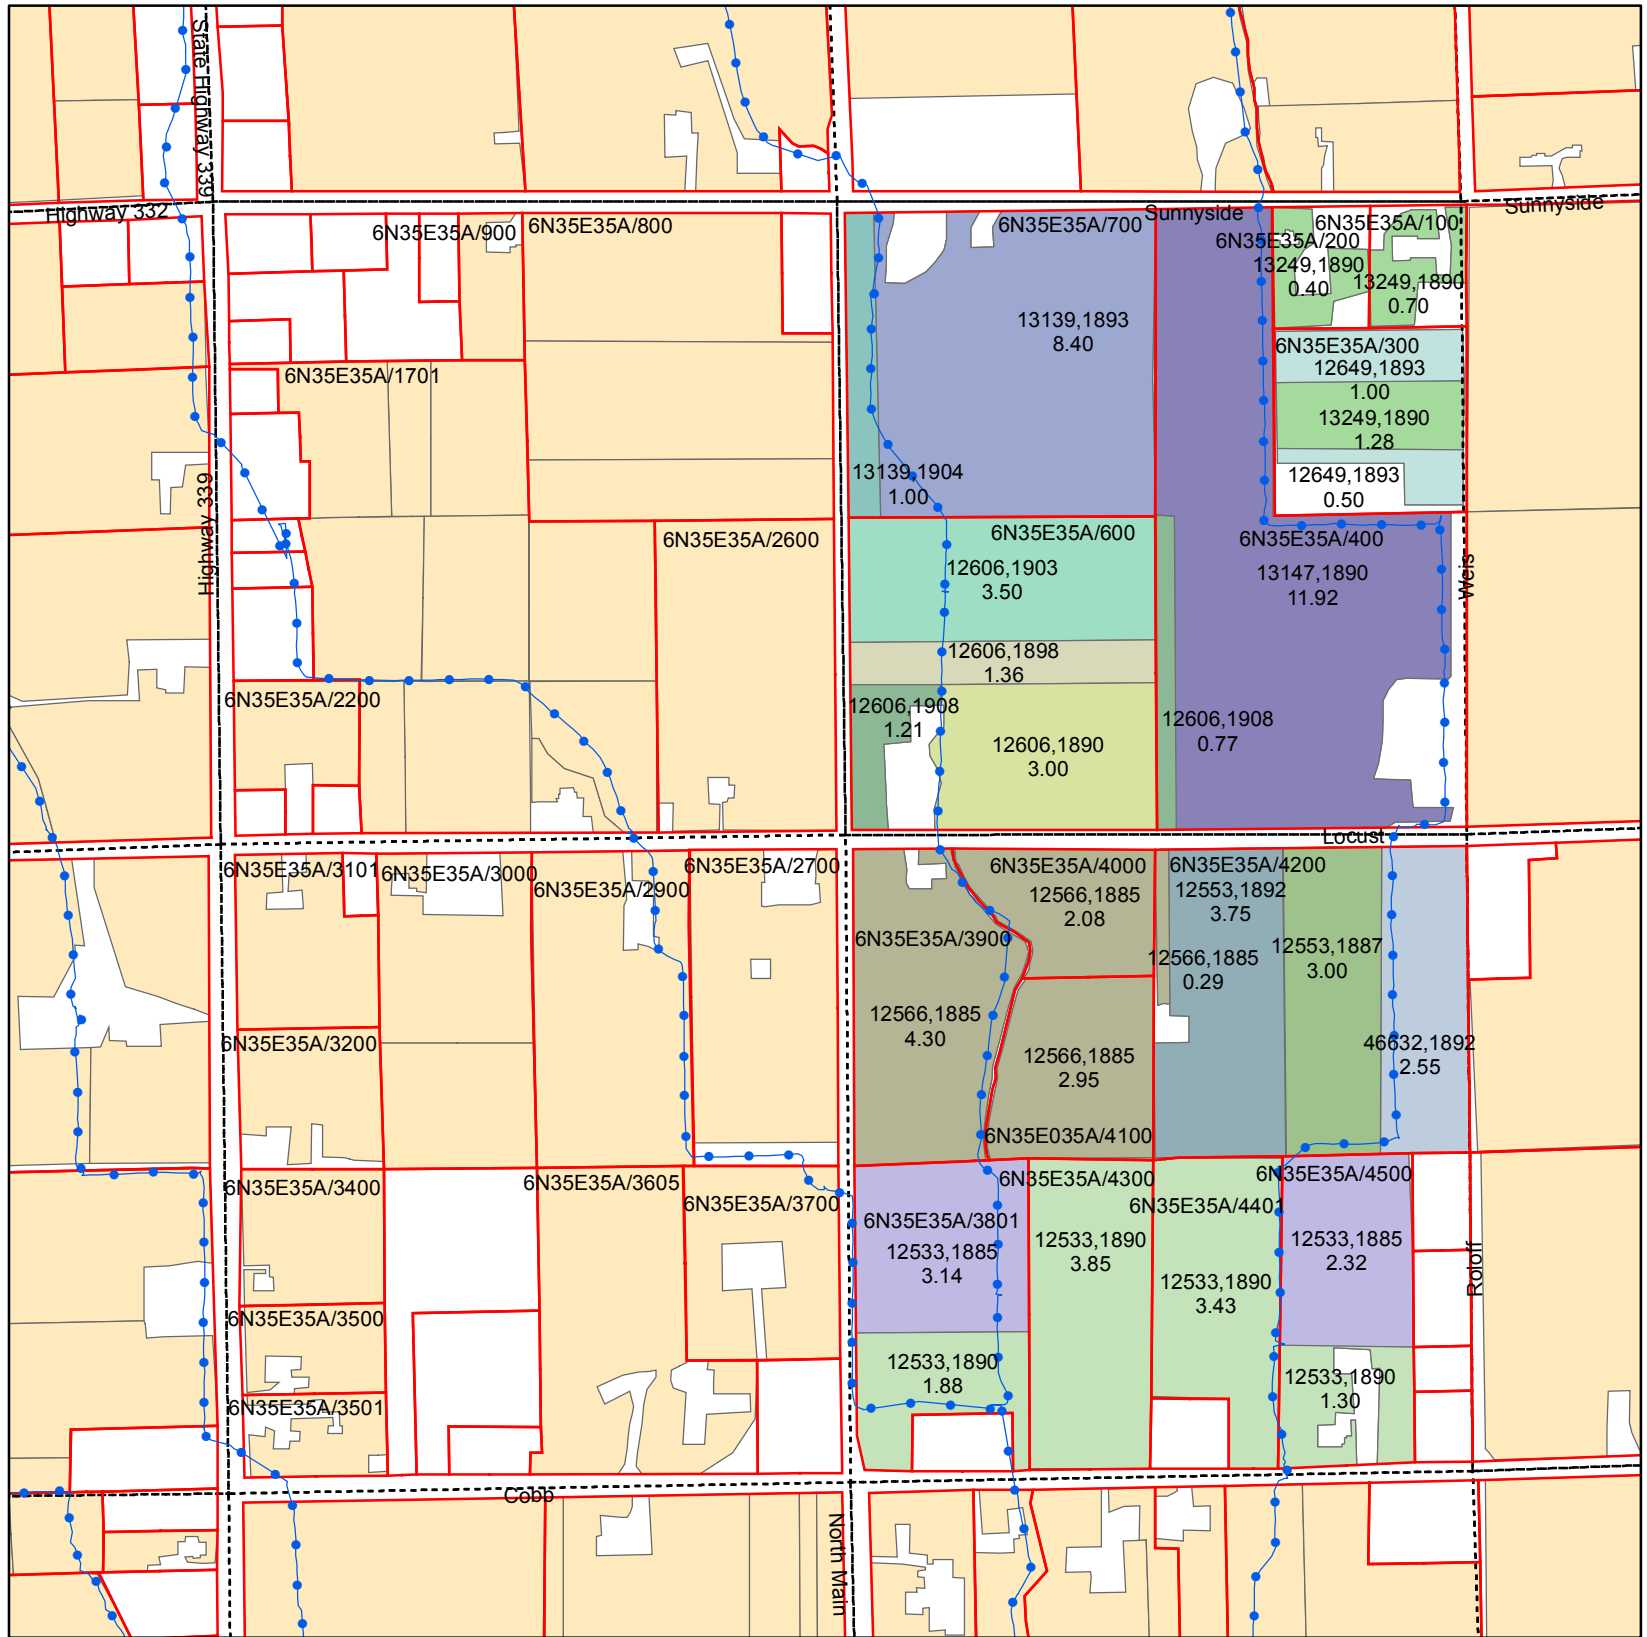 State Highway 339
Highway 332
Sunnyside
Sunnyside
6N35E35A/900
6N35E35A/800
6N35E35A/700
6N35E35A/200
13249,1890
0.40
6N35E35A/100
13249,1890
0.70
13139,1893
8.40
6N35E35A/300
12649,1893
1.00
13249,1890
1.28
12649,1893
0.50
6N35E35A/1701
13139,1904
1.00
Highway 339
6N35E35A/2600
6N35E35A/600
12606,1903
3.50
6N35E35A/400
13147,1890
11.92
Weis
12606,1898
1.36
6N35E35A/2200
12606,1908
1.21
12606,1890
3.00
12606,1908
0.77
Locust
6N35E35A/3101
6N35E35A/3000
6N35E35A/2900
6N35E35A/2700
6N35E35A/4000
12566,1885
2.08
6N35E35A/4200
12553,1892
3.75
6N35E35A/3900
12566,1885
0.29
12553,1887
3.00
12566,1885
4.30
12566,1885
2.95
46632,1892
2.55
6N35E35A/3200
6N35E035A/4100
6N35E35A/3400
6N35E35A/3605
6N35E35A/3700
6N35E35A/4300
6N35E35A/4500
6N35E35A/4401
6N35E35A/3801
12533,1885
3.14
12533,1890
3.85
12533,1890
3.43
12533,1885
2.32
Roloff
6N35E35A/3500
12533,1890
1.88
12533,1890
1.30
6N35E35A/3501
Cobb
North Main